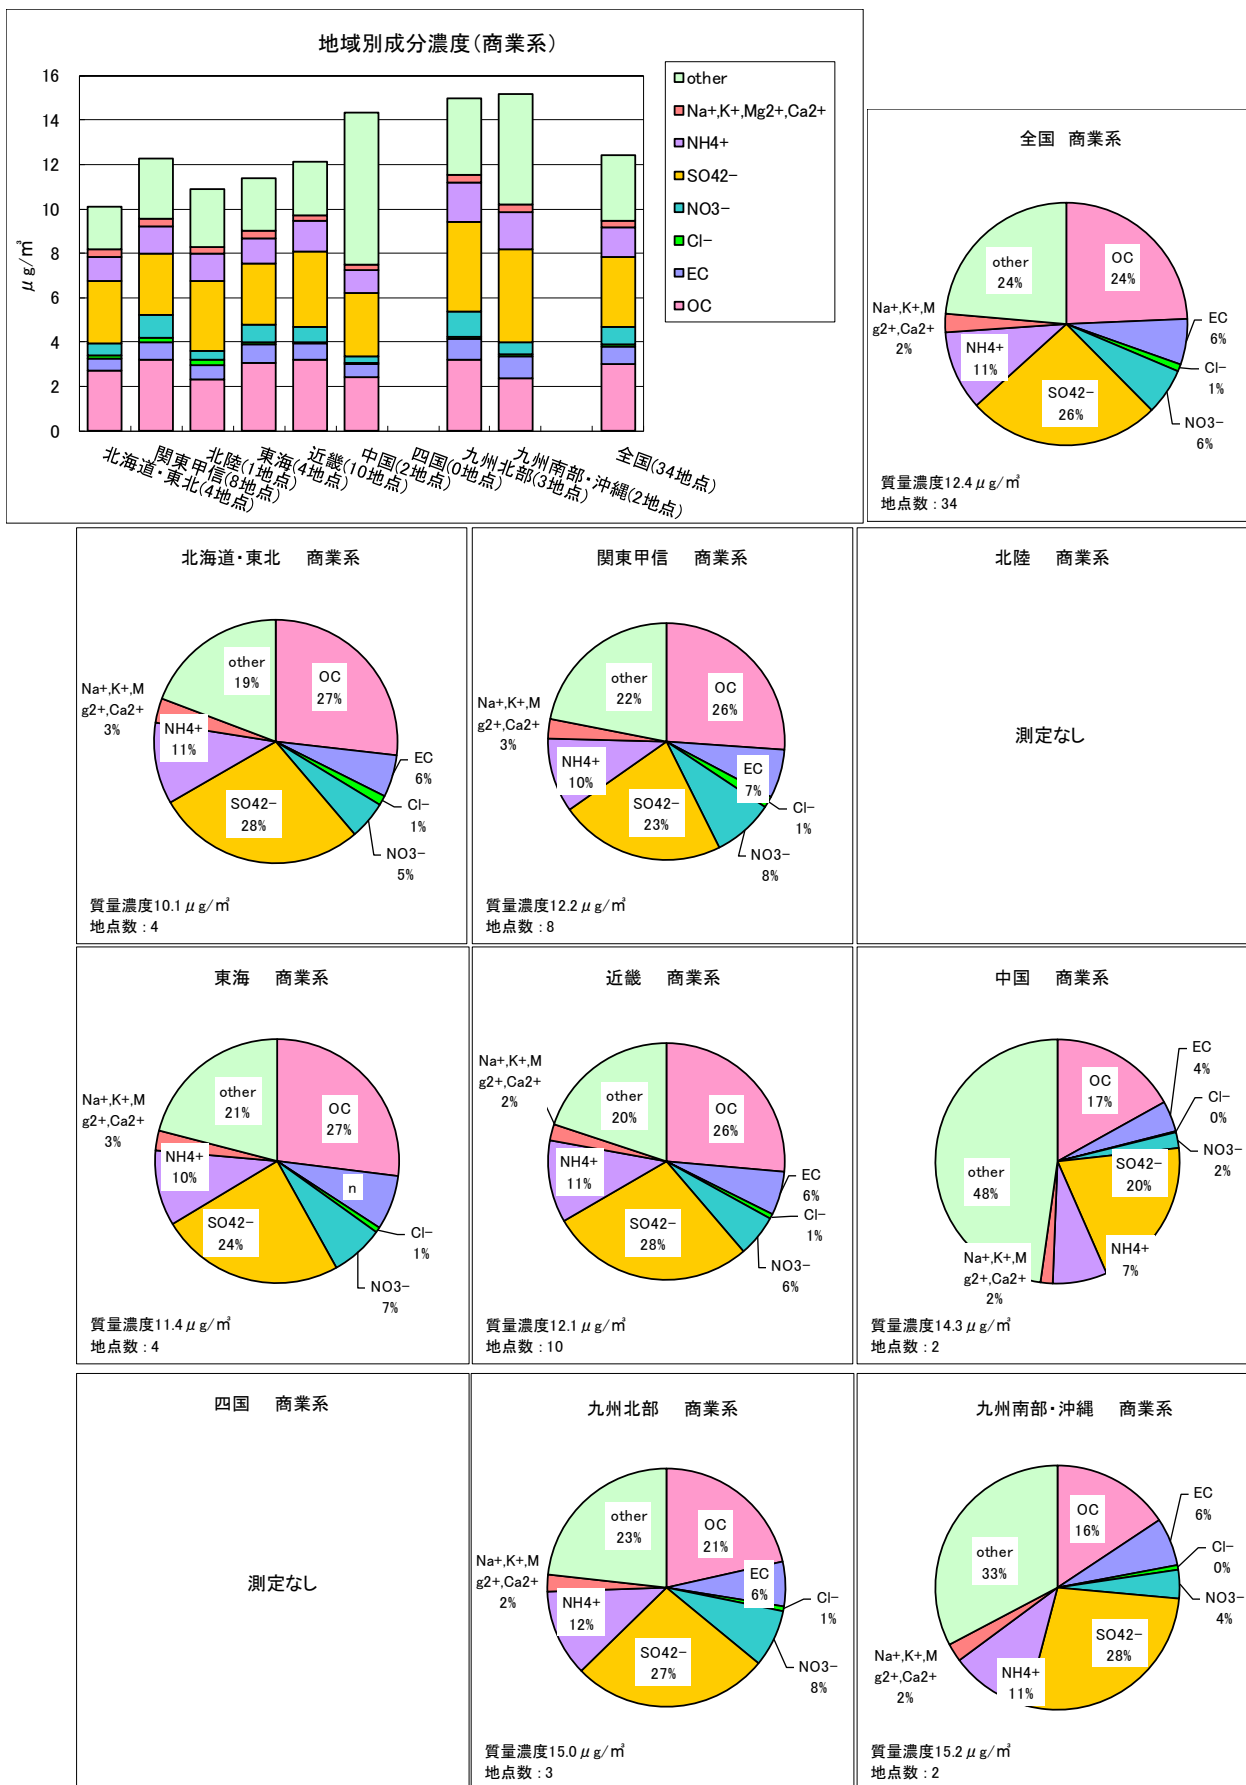 地域別成分濃度(商業系)
16
14
12
10
8
6
4
2
0
μg/㎥
other
Na+,K+,Mg2+,Ca2+
NH4+
SO42-
NO3-
Cl-
EC
OC
北海道・東北(4地点)
関東甲信(8地点)
北陸(1地点)
東海(4地点)
近畿(10地点)
中国(2地点)
四国(0地点)
九州北部(3地点)
九州南部・沖縄(2地点)
全国(34地点)
全国 商業系
other
24%
OC
24%
Na+,K+,M
g2+,Ca2+
2%
EC
6%
NH4+
11%
Cl-
1%
SO42-
26%
NO3-
6%
質量濃度12.4μg/㎥
地点数：34
北海道・東北 商業系
other
19%
OC
27%
Na+,K+,M
g2+,Ca2+
3%
NH4+
11%
EC
6%
SO42-
28%
Cl-
1%
NO3-
5%
質量濃度10.1μg/㎥
地点数：4
関東甲信 商業系
other
22%
OC
26%
Na+,K+,M
g2+,Ca2+
3%
NH4+
10%
EC
7%
SO42-
23%
Cl-
1%
NO3-
8%
質量濃度12.2μg/㎥
地点数：8
北陸 商業系
測定なし
東海 商業系
other
21%
OC
27%
Na+,K+,M
g2+,Ca2+
3%
NH4+
10%
n
SO42-
24%
Cl-
1%
NO3-
7%
質量濃度11.4μg/㎥
地点数：4
近畿 商業系
Na+,K+,M
g2+,Ca2+
2%
other
20%
OC
26%
NH4+
11%
EC
6%
SO42-
28%
Cl-
1%
NO3-
6%
質量濃度12.1μg/㎥
地点数：10
中国 商業系
EC
4%
OC
17%
Cl-
0%
NO3-
2%
other
48%
SO42-
20%
Na+,K+,M
g2+,Ca2+
2%
NH4+
7%
質量濃度14.3μg/㎥
地点数：2
四国 商業系
測定なし
九州北部 商業系
other
23%
OC
21%
Na+,K+,M
g2+,Ca2+
2%
EC
6%
NH4+
12%
Cl-
1%
SO42-
27%
NO3-
8%
質量濃度15.0μg/㎥
地点数：3
九州南部・沖縄 商業系
EC
6%
OC
16%
Cl-
0%
other
33%
NO3-
4%
SO42-
28%
Na+,K+,M
g2+,Ca2+
2%
NH4+
11%
質量濃度15.2μg/㎥
地点数：2